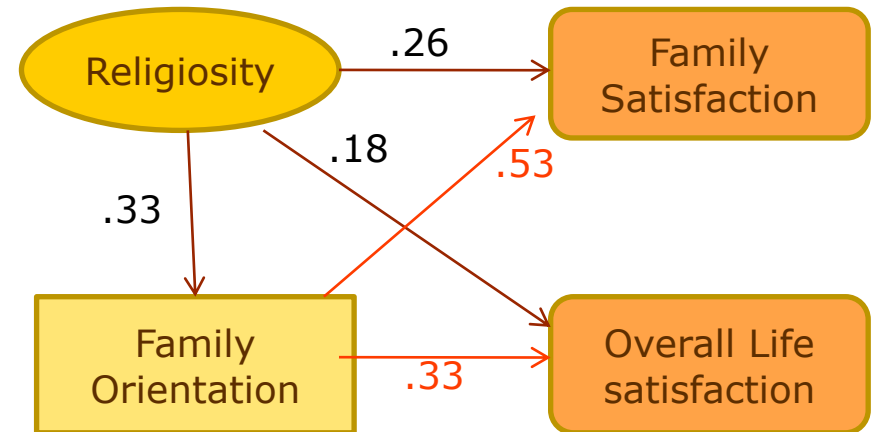 Religiosity
.26
Family
Satisfaction
.18
.53
.33
Family
Orientation
.33
Overall Life
satisfaction